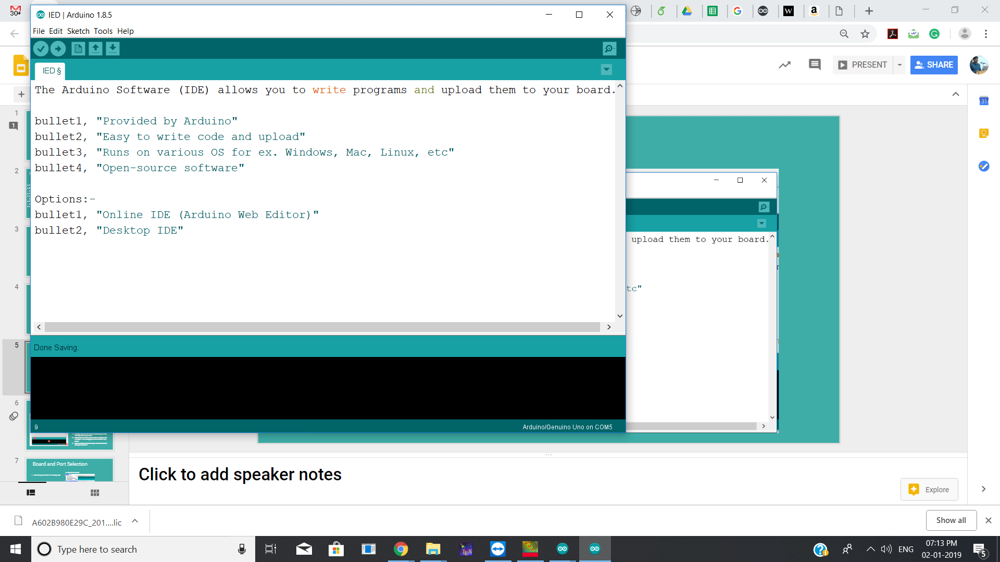 30+
IED | Arduino 1.8.5
File Edit Sketch Tools Help
IED §
The Arduino Software (IDE) allows you to write programs and upload them to your board.
bullet1, "Provided by Arduino"
bullet2, "Easy to write code and upload"
bullet3, "Runs on various OS for ex. Windows, Mac, Linux, etc"
bullet4, "Open-source software"
Options:-
bullet1, "Online IDE (Arduino Web Editor)"
bullet2, "Desktop IDE"
Done Saving.
9
Arduino/Genuino Uno on COM5
W
a
PRESENT
SHARE
31
upload them to your board.
tc"
1
1
2
3
4
5
6
7
Board and Port Selection
Click to add speaker notes
Explore
A602B980E29C_201....lic
Show all
Type here to search
TEX
ENG
07:13 PM
02-01-2019
5